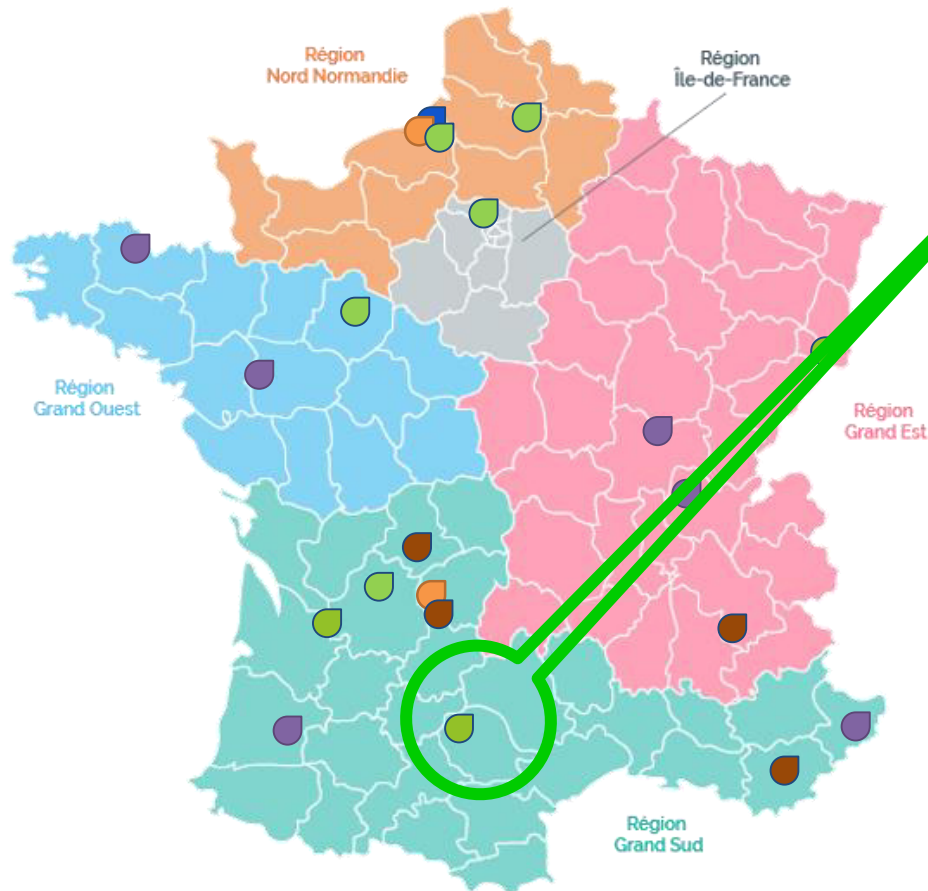 Région
Nord Normandie
Région
Île-de-France
Région
Grand Ouest
Région
Grand Est
Région
Grand Sud